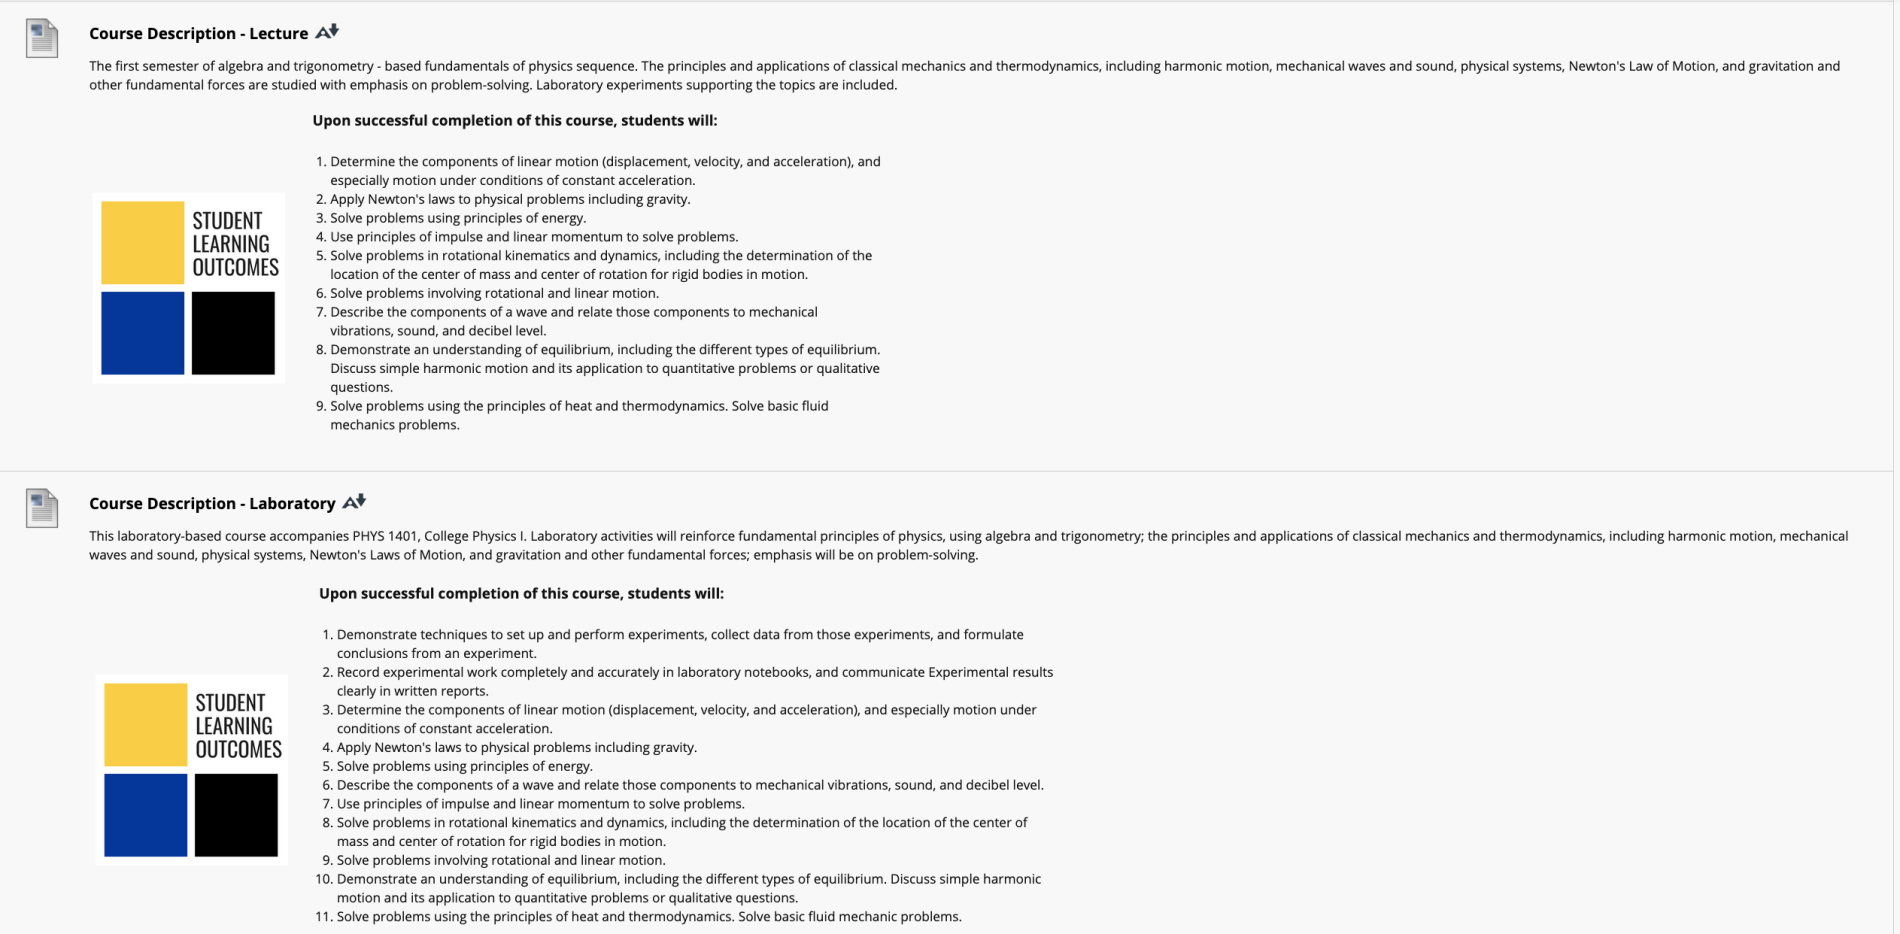 Course Description - Lecture
The first semester of algebra and trigonometry - based fundamentals of physics sequence. The principles and applications of classical mechanics and thermodynamics, including harmonic motion, mechanical waves and sound, physical systems, Newton's Law of Motion, and gravitation and
other fundamental forces are studied with emphasis on problem-solving. Laboratory experiments supporting the topics are included.
Upon successful completion of this course, students will:
STUDENT
LEARNING
OUTCOMES
1. Determine the components of linear motion (displacement, velocity, and acceleration), and
especially motion under conditions of constant acceleration.
2. Apply Newton's laws to physical problems including gravity.
3. Solve problems using principles of energy.
4. Use principles of impulse and linear momentum to solve problems.
5. Solve problems in rotational kinematics and dynamics, including the determination of the
location of the center of mass and center of rotation for rigid bodies in motion.
6. Solve problems involving rotational and linear motion.
7. Describe the components of a wave and relate those components to mechanical
vibrations, sound, and decibel level.
8. Demonstrate an understanding of equilibrium, including the different types of equilibrium.
Discuss simple harmonic motion and its application to quantitative problems or qualitative
questions.
9. Solve problems using the principles of heat and thermodynamics. Solve basic fluid
mechanics problems.
Course Description - Laboratory
This laboratory-based course accompanies PHYS 1401, College Physics I. Laboratory activities will reinforce fundamental principles of physics, using algebra and trigonometry; the principles and applications of classical mechanics and thermodynamics, including harmonic motion, mechanical
waves and sound, physical systems, Newton's Laws of Motion, and gravitation and other fundamental forces; emphasis will be on problem-solving.
Upon successful completion of this course, students will:
STUDENT
LEARNING
OUTCOMES
1. Demonstrate techniques to set up and perform experiments, collect data from those experiments, and formulate
conclusions from an experiment.
2. Record experimental work completely and accurately in laboratory notebooks, and communicate Experimental results
clearly in written reports.
3. Determine the components of linear motion (displacement, velocity, and acceleration), and especially motion under
conditions of constant acceleration.
4. Apply Newton's laws to physical problems including gravity.
5. Solve problems using principles of energy.
6. Describe the components of a wave and relate those components to mechanical vibrations, sound, and decibel level.
7. Use principles of impulse and linear momentum to solve problems.
8. Solve problems in rotational kinematics and dynamics, including the determination of the location of the center of
mass and center of rotation for rigid bodies in motion.
9. Solve problems involving rotational and linear motion.
10. Demonstrate an understanding of equilibrium, including the different types of equilibrium. Discuss simple harmonic
motion and its application to quantitative problems or qualitative questions.
11. Solve problems using the principles of heat and thermodynamics. Solve basic fluid mechanic problems.